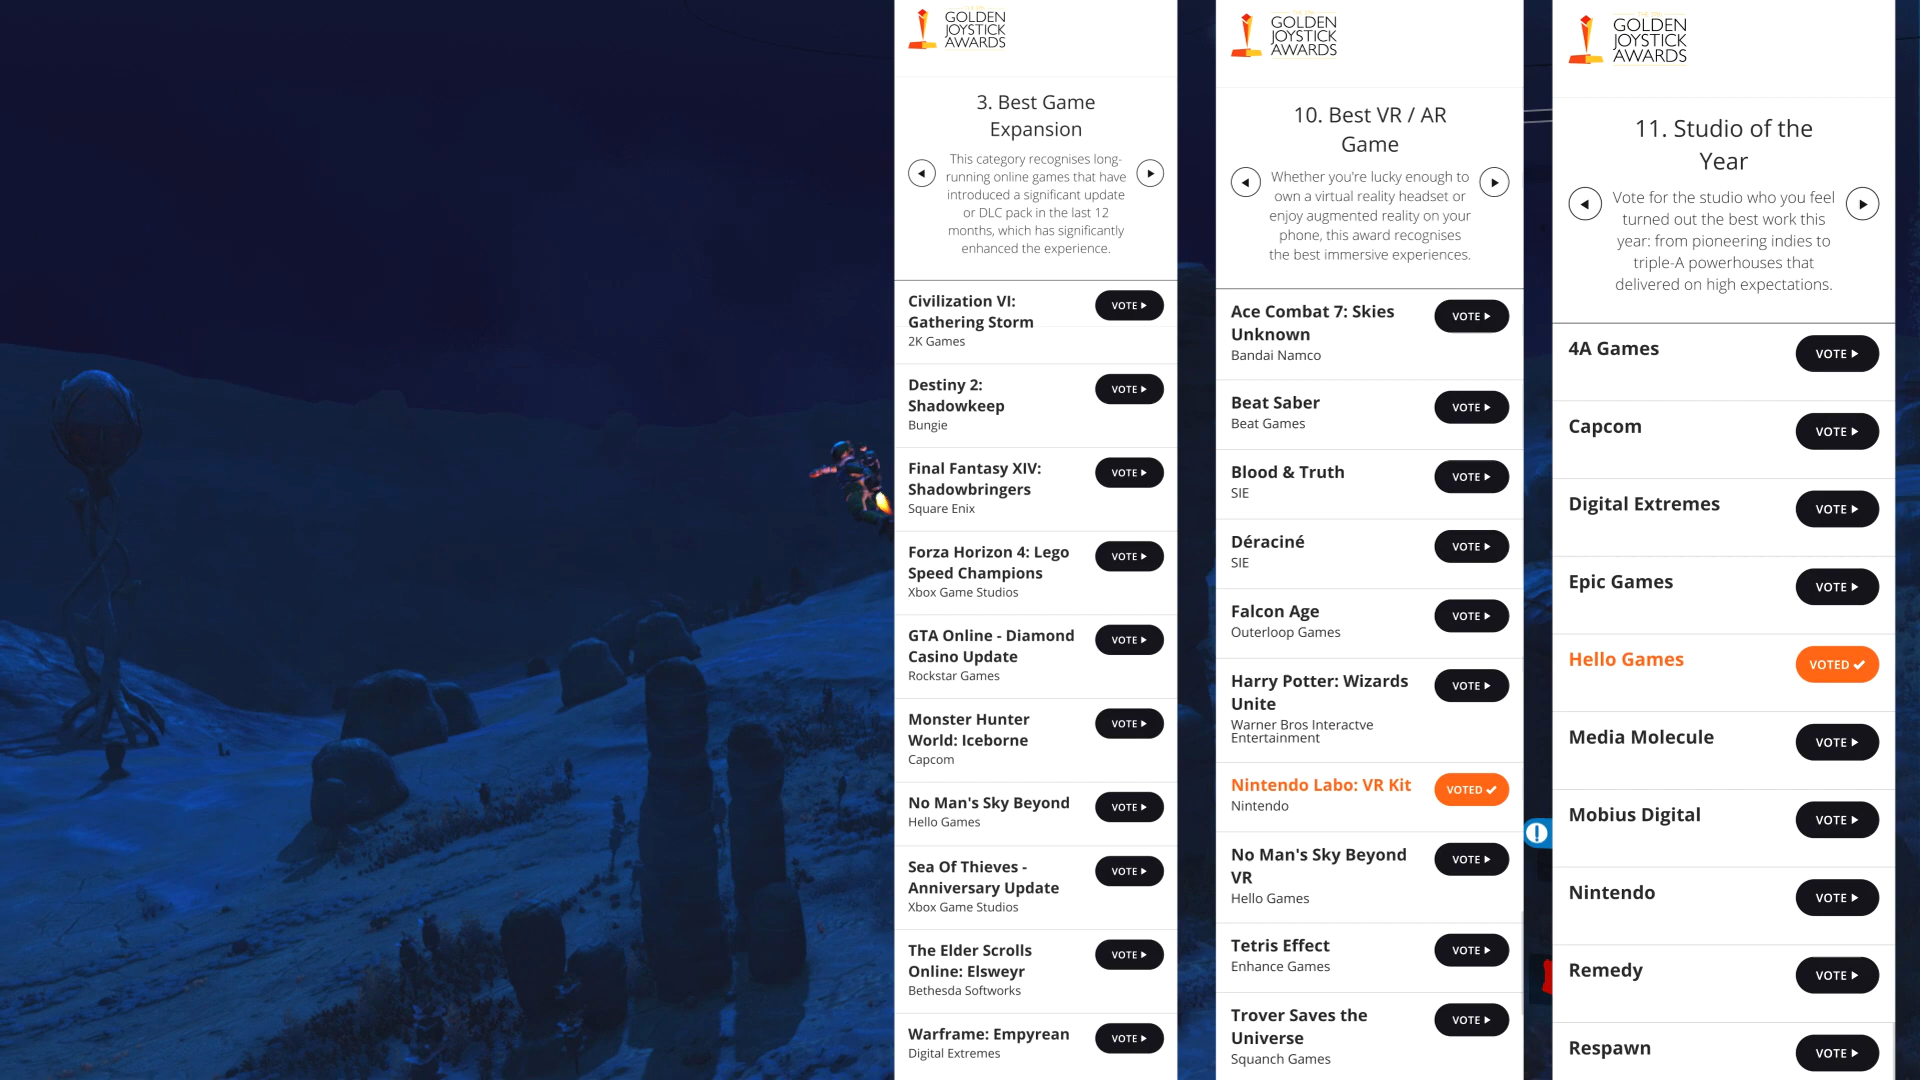 GOLDEN
JOYSTICK
AWARDS
3. Best Game
Expansion
This category recognises long-
running online games that have
introduced a significant update
or DLC pack in the last 12
months, which has significantly
enhanced the experience.
Civilization VI:
Gathering Storm
2K Games
VOTE
Destiny 2:
Shadowkeep
Bungie
VOTE
Final Fantasy XIV:
Shadowbringers
Square Enix
VOTE
Forza Horizon 4: Lego
Speed Champions
Xbox Game Studios
VOTE
GTA Online - Diamond
Casino Update
Rockstar Games
VOTE
Monster Hunter
World: Iceborne
Capcom
VOTE
No Man's Sky Beyond
Hello Games
VOTE
Sea Of Thieves -
Anniversary Update
Xbox Game Studios
VOTE
The Elder Scrolls
Online: Elsweyr
Bethesda Softworks
VOTE
Warframe: Empyrean
Digital Extremes
VOTE
GOLDEN
JOYSTICK
AWARDS
10. Best VR / AR
Game
Whether you're lucky enough to
own a virtual reality headset or
enjoy augmented reality on your
phone, this award recognises
the best immersive experiences.
Ace Combat 7: Skies
Unknown
Bandai Namco
VOTE
Beat Saber
Beat Games
VOTE
Blood & Truth
SIE
VOTE
Déraciné
SIE
VOTE
Falcon Age
Outerloop Games
VOTE
Harry Potter: Wizards
Unite
Warner Bros Interactve
Entertainment
VOTE
Nintendo Labo: VR Kit
Nintendo
VOTED
No Man's Sky Beyond
VR
Hello Games
VOTE
Tetris Effect
Enhance Games
VOTE
Trover Saves the
Universe
Squanch Games
VOTE
GOLDEN
JOYSTICK
AWARDS
11. Studio of the
Year
Vote for the studio who you feel
turned out the best work this
year: from pioneering indies to
triple-A powerhouses that
delivered on high expectations.
4A Games
VOTE
Capcom
VOTE
Digital Extremes
VOTE
Epic Games
VOTE
Hello Games
VOTED
Media Molecule
VOTE
Mobius Digital
VOTE
Nintendo
VOTE
Remedy
VOTE
Respawn
VOTE